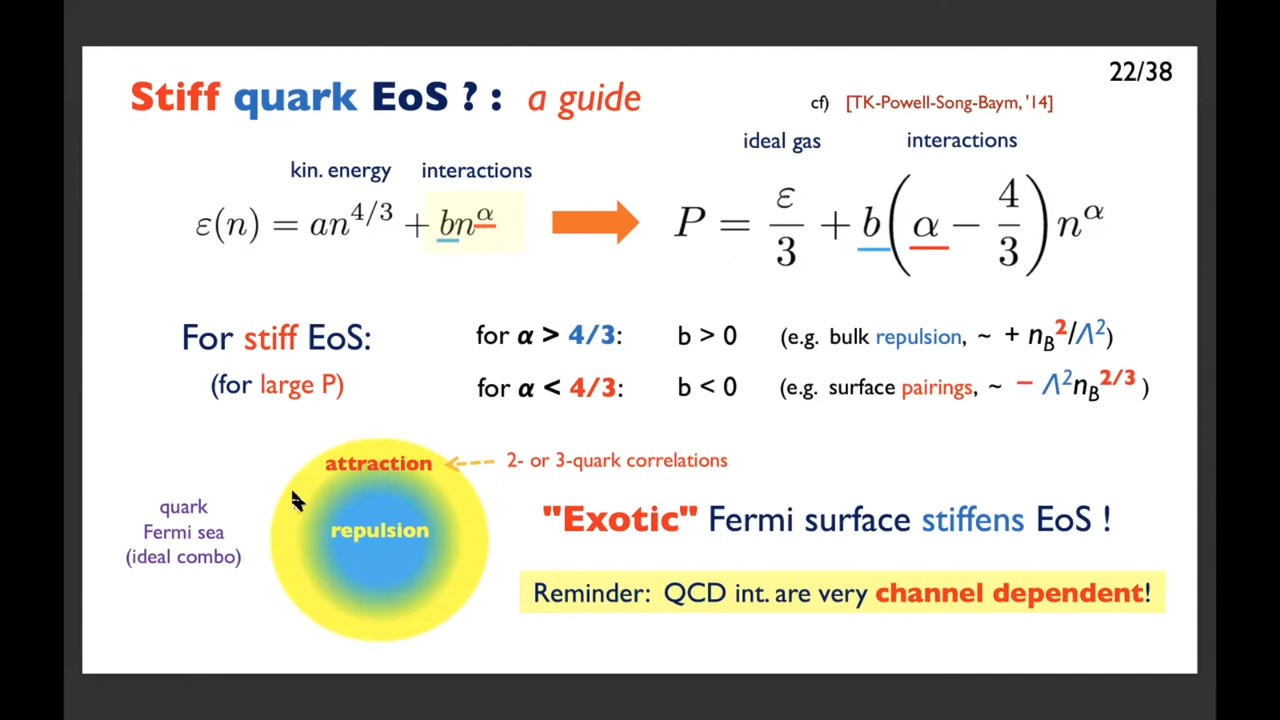 22/38
Stiff quark EoS ? : a guide
cf) [TK-Powell-Song-Baym, '14]
kin. energy interactions
ideal gas interactions
ε(n) = an^{4/3} + bn^α
P = ε/3 + b(α − 4/3) n^α
For stiff EoS:
(for large P)
for α > 4/3: b > 0 (e.g. bulk repulsion, ~ + n_B^2/Λ^2)
for α < 4/3: b < 0 (e.g. surface pairings, ~ − Λ^2 n_B^{2/3} )
attraction
2- or 3-quark correlations
repulsion
quark
Fermi sea
(ideal combo)
"Exotic" Fermi surface stiffens EoS !
Reminder: QCD int. are very channel dependent!